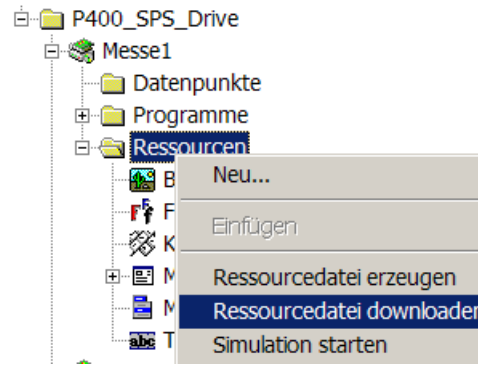 P400_SPS_Drive
Messe1
Datenpunkte
Programme
Ressourcen
Neu...
B
F
Einfügen
K
M
Ressourcedatei erzeugen
M
Ressourcedatei downloaden
T
Simulation starten